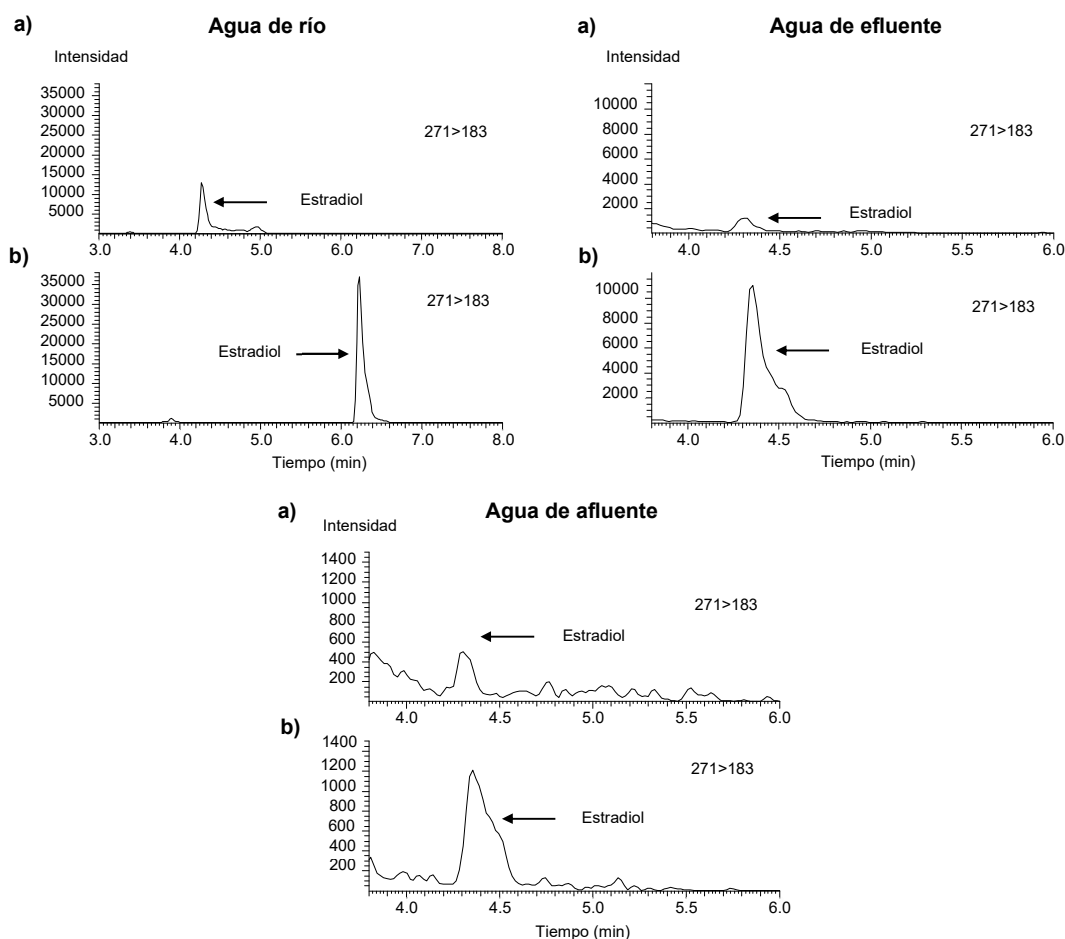 a)
Agua de río
Intensidad
35000
30000
25000
20000
15000
10000
5000
271>183
Estradiol
3.0 4.0 5.0 6.0 7.0 8.0
b)
35000
30000
25000
20000
15000
10000
5000
271>183
Estradiol
3.0 4.0 5.0 6.0 7.0 8.0
Tiempo (min)
a)
Agua de efluente
Intensidad
10000
8000
6000
4000
2000
271>183
Estradiol
4.0 4.5 5.0 5.5 6.0
b)
10000
8000
6000
4000
2000
271>183
Estradiol
4.0 4.5 5.0 5.5 6.0
Tiempo (min)
a)
Agua de afluente
Intensidad
1400
1200
1000
800
600
400
200
271>183
Estradiol
4.0 4.5 5.0 5.5 6.0
b)
1400
1200
1000
800
600
400
200
271>183
Estradiol
4.0 4.5 5.0 5.5 6.0
Tiempo (min)